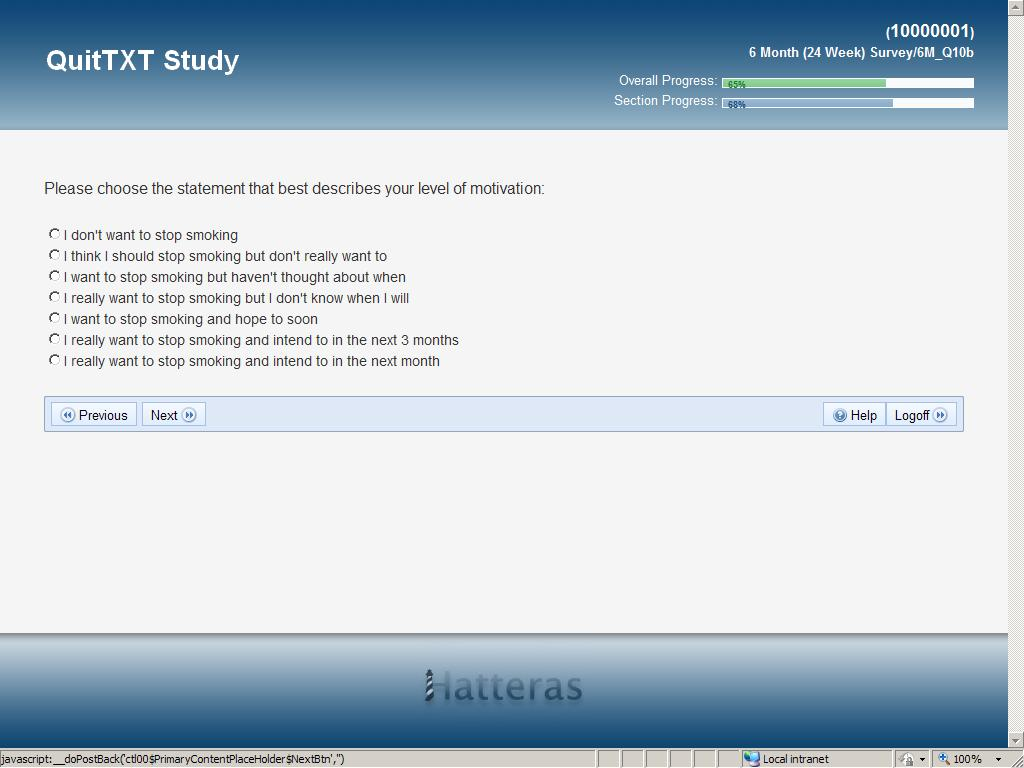 QuitTXT Study
(10000001)
6 Month (24 Week) Survey/6M_Q10b
Overall Progress: 65%
Section Progress: 68%
Please choose the statement that best describes your level of motivation:
I don't want to stop smoking
I think I should stop smoking but don't really want to
I want to stop smoking but haven't thought about when
I really want to stop smoking but I don't know when I will
I want to stop smoking and hope to soon
I really want to stop smoking and intend to in the next 3 months
I really want to stop smoking and intend to in the next month
Previous Next Help Logoff
Hatteras
javascript:__doPostBack('ctl00$PrimaryContentPlaceHolder$NextBtn','') Local intranet 100%